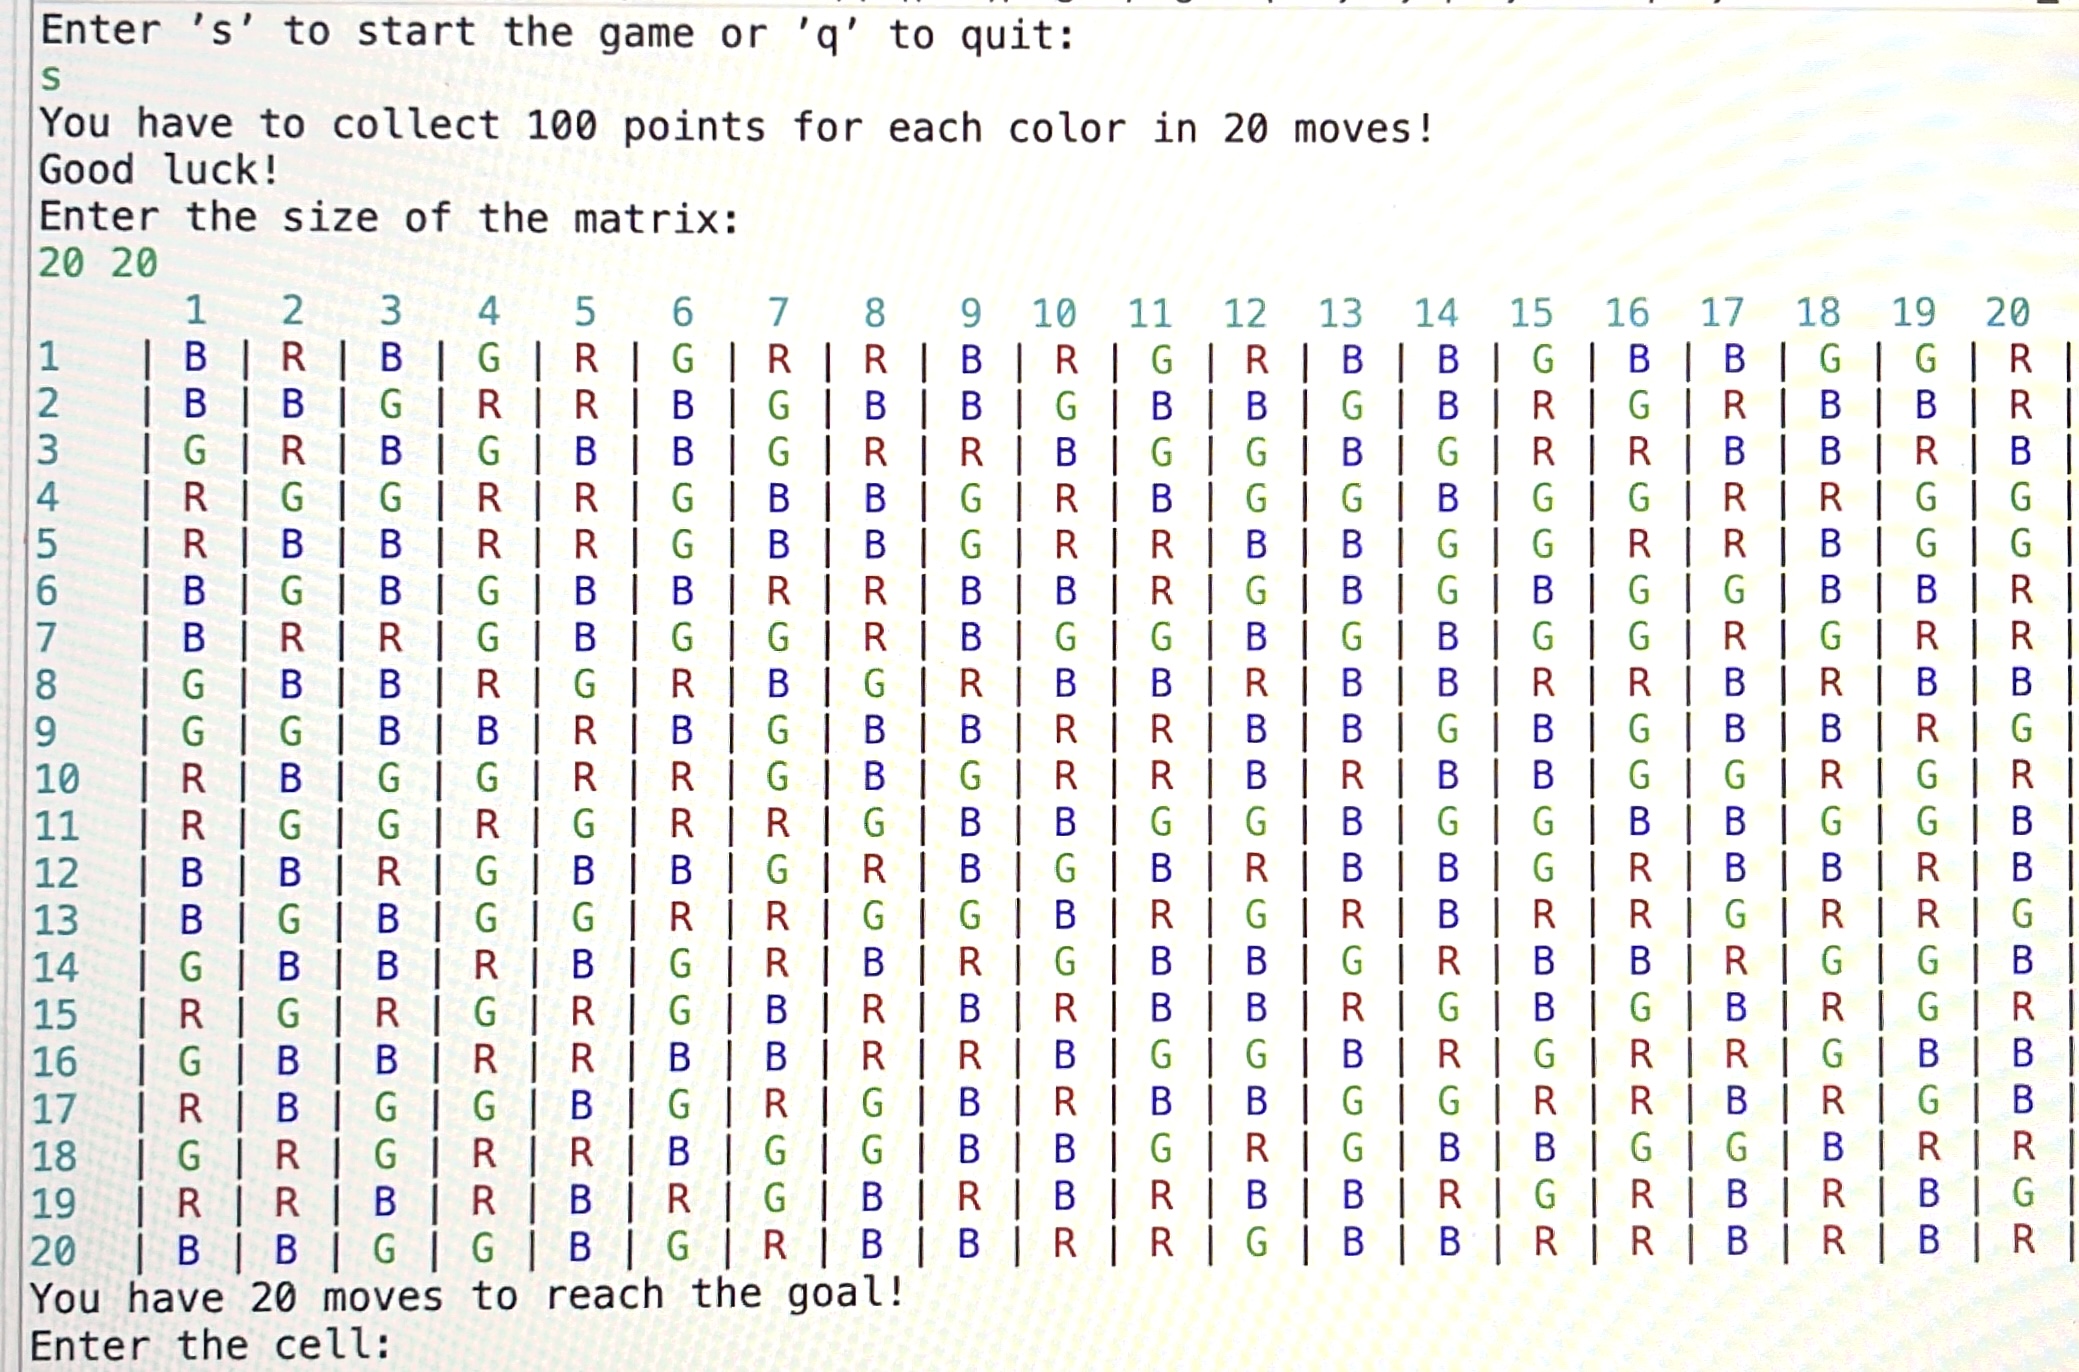 Enter 's' to start the game or 'q' to quit:
s
You have to collect 100 points for each color in 20 moves!
Good luck!
Enter the size of the matrix:
20 20
1 2 3 4 5 6 7 8 9 10 11 12 13 14 15 16 17 18 19 20
1 | B | R | B | G | R | G | R | R | B | R | G | R | B | B | G | B | B | G | G | R |
2 | B | B | G | R | R | B | G | B | B | G | B | B | G | B | R | G | R | B | B | R |
3 | G | R | B | G | B | B | G | R | R | B | G | G | B | G | R | R | B | B | R | B |
4 | R | G | G | R | R | G | B | B | G | R | B | G | G | B | G | G | R | R | G | G |
5 | R | B | B | R | R | G | B | B | G | R | R | B | B | G | G | R | R | B | G | G |
6 | B | G | B | G | B | B | R | R | B | B | R | G | B | G | B | G | G | B | B | R |
7 | B | R | R | G | B | G | G | R | B | G | G | B | G | B | G | G | R | G | R | R |
8 | G | B | B | R | G | R | B | G | R | B | B | R | B | B | R | R | B | R | B | B |
9 | G | G | B | B | R | B | G | B | B | R | R | B | B | G | B | G | B | B | R | G |
10 | R | B | G | G | R | R | G | B | G | R | R | B | R | B | B | G | G | R | G | R |
11 | R | G | G | R | G | R | R | G | B | B | G | G | B | G | G | B | B | G | G | B |
12 | B | B | R | G | B | B | G | R | B | G | B | R | B | B | G | R | B | B | R | B |
13 | B | G | B | G | G | R | R | G | G | B | R | G | R | B | R | R | G | R | R | G |
14 | G | B | B | R | B | G | R | B | R | G | B | B | G | R | B | B | R | G | G | B |
15 | R | G | R | G | R | G | B | R | B | R | B | B | R | G | B | G | B | R | G | R |
16 | G | B | B | R | R | B | B | R | R | B | G | G | B | R | G | R | R | G | B | B |
17 | R | B | G | G | B | G | R | G | B | R | B | B | G | G | R | R | B | R | G | B |
18 | G | R | G | R | R | B | G | G | B | B | G | R | G | B | B | G | G | B | R | R |
19 | R | R | B | R | B | R | G | B | R | B | R | B | B | R | G | R | B | R | B | G |
20 | B | B | G | G | B | G | R | B | B | R | R | G | B | B | R | R | B | R | B | R |
You have 20 moves to reach the goal!
Enter the cell: